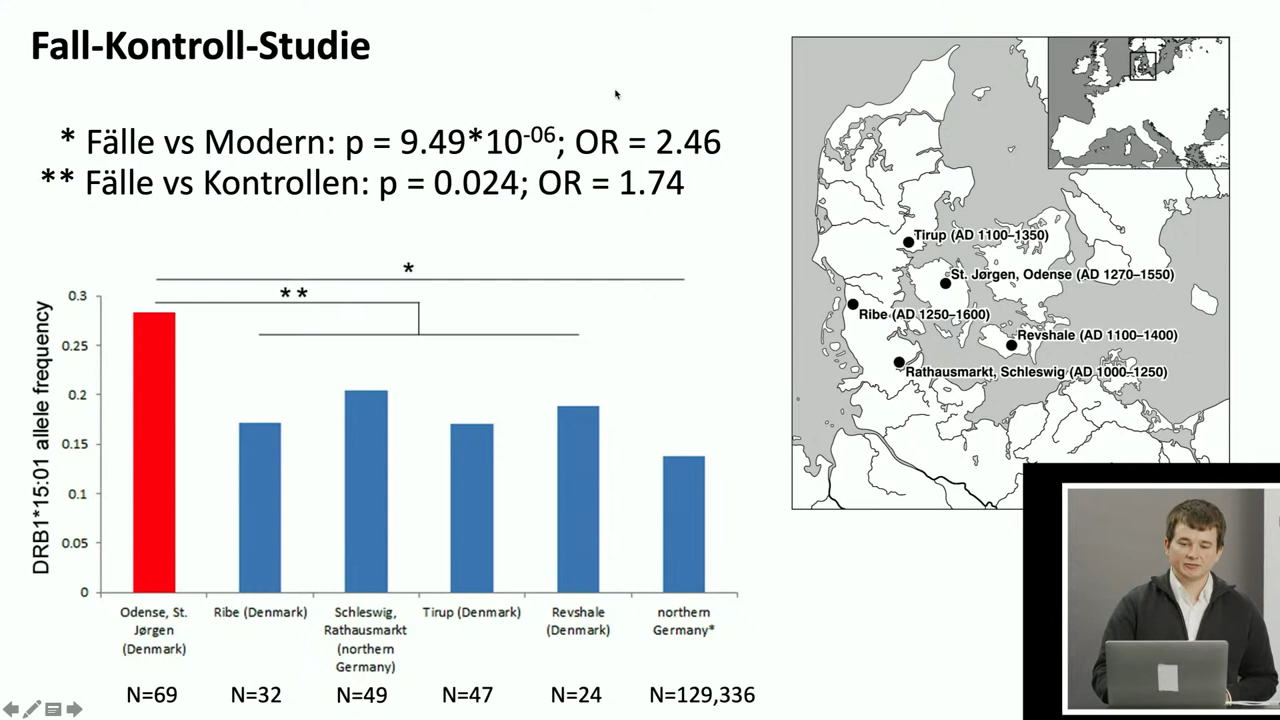 Fall-Kontroll-Studie
* Fälle vs Modern: p = 9.49*10-06; OR = 2.46
** Fälle vs Kontrollen: p = 0.024; OR = 1.74
*
**
DRB1*15:01 allele frequency
0.3
0.25
0.2
0.15
0.1
0.05
0
Odense, St.
Jørgen
(Denmark)
Ribe (Denmark)
Schleswig,
Rathausmarkt
(northern
Germany)
Tirup (Denmark)
Revshale
(Denmark)
northern
Germany*
N=69
N=32
N=49
N=47
N=24
N=129,336
Tirup (AD 1100–1350)
St. Jørgen, Odense (AD 1270–1550)
Ribe (AD 1250–1600)
Revshale (AD 1100–1400)
Rathausmarkt, Schleswig (AD 1000–1250)